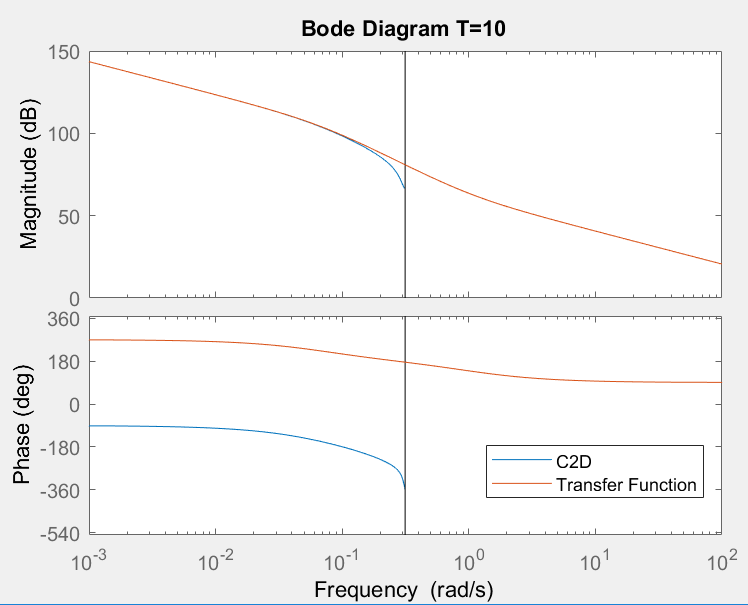 Bode Diagram T=10
150
100
50
0
Magnitude (dB)
360
180
0
-180
-360
-540
Phase (deg)
C2D
Transfer Function
10^-3 10^-2 10^-1 10^0 10^1 10^2
Frequency (rad/s)